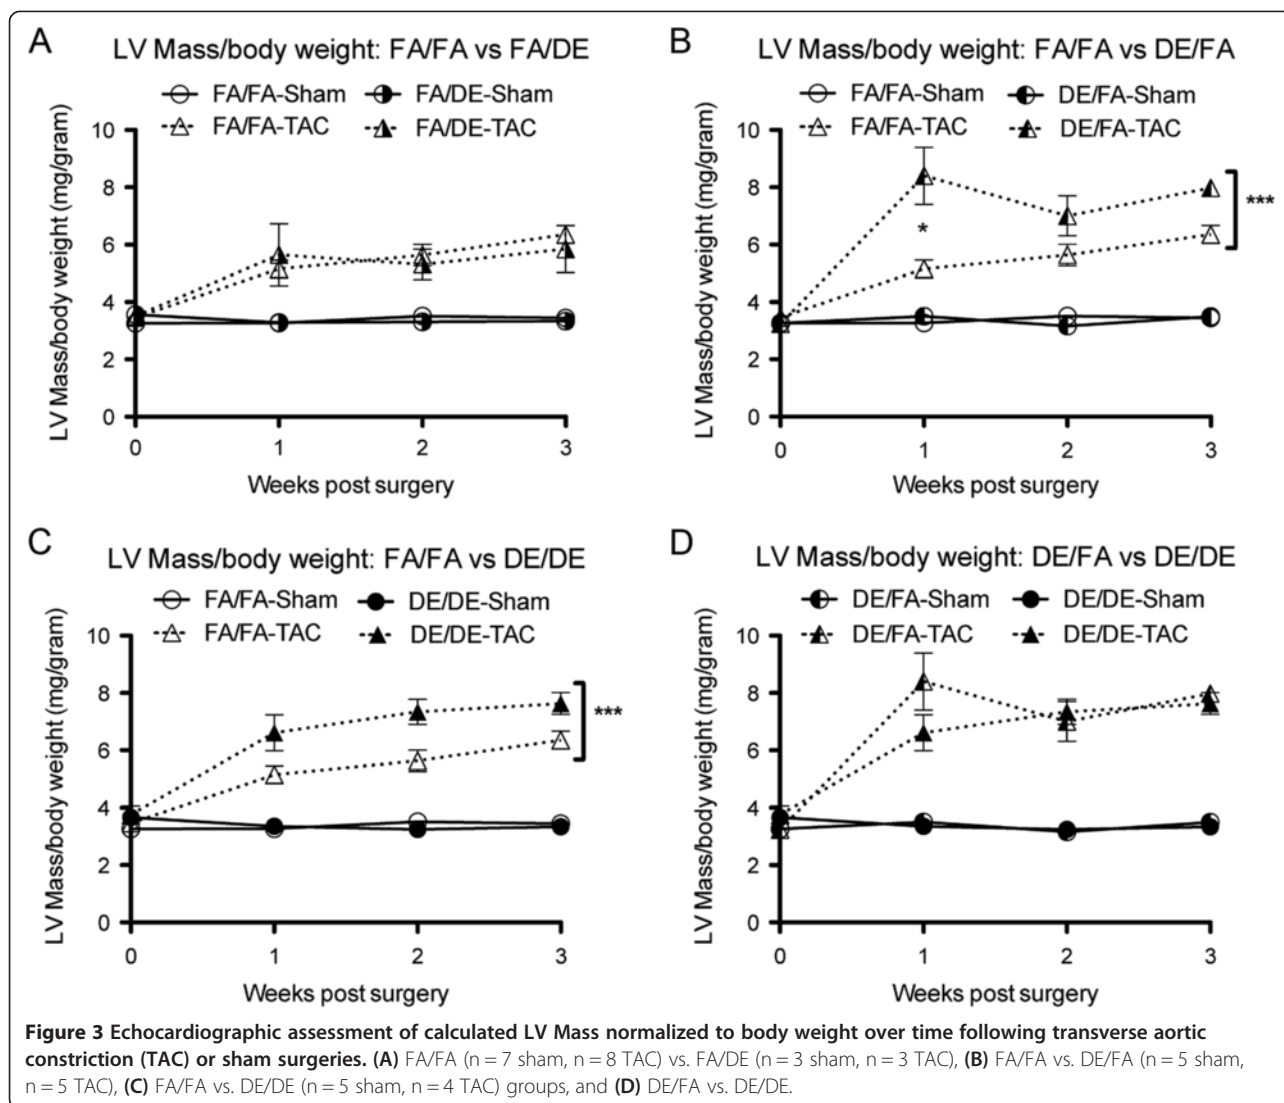 A
LV Mass/body weight: FA/FA vs FA/DE
FA/FA-Sham FA/DE-Sham
FA/FA-TAC FA/DE-TAC
LV Mass/body weight (mg/gram)
10
8
6
4
2
0
0 1 2 3
Weeks post surgery
B
LV Mass/body weight: FA/FA vs DE/FA
FA/FA-Sham DE/FA-Sham
FA/FA-TAC DE/FA-TAC
LV Mass/body weight (mg/gram)
10
8
6
4
2
0
*
***
0 1 2 3
Weeks post surgery
C
LV Mass/body weight: FA/FA vs DE/DE
FA/FA-Sham DE/DE-Sham
FA/FA-TAC DE/DE-TAC
LV Mass/body weight (mg/gram)
10
8
6
4
2
0
***
0 1 2 3
Weeks post surgery
D
LV Mass/body weight: DE/FA vs DE/DE
DE/FA-Sham DE/DE-Sham
DE/FA-TAC DE/DE-TAC
LV Mass/body weight (mg/gram)
10
8
6
4
2
0
0 1 2 3
Weeks post surgery
Figure 3 Echocardiographic assessment of calculated LV Mass normalized to body weight over time following transverse aortic
constriction (TAC) or sham surgeries. (A) FA/FA (n = 7 sham, n = 8 TAC) vs. FA/DE (n = 3 sham, n = 3 TAC), (B) FA/FA vs. DE/FA (n = 5 sham,
n = 5 TAC), (C) FA/FA vs. DE/DE (n = 5 sham, n = 4 TAC) groups, and (D) DE/FA vs. DE/DE.